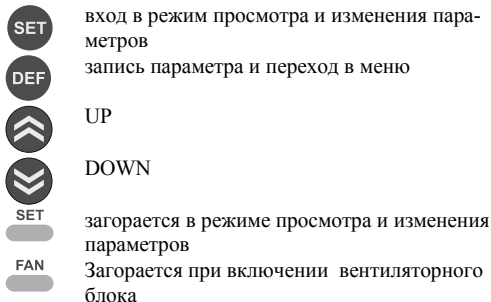 SET вход в режим просмотра и изменения пара-
метров
DEF запись параметра и переход в меню
UP
DOWN
SET загорается в режиме просмотра и изменения
параметров
FAN Загорается при включении вентиляторного
блока